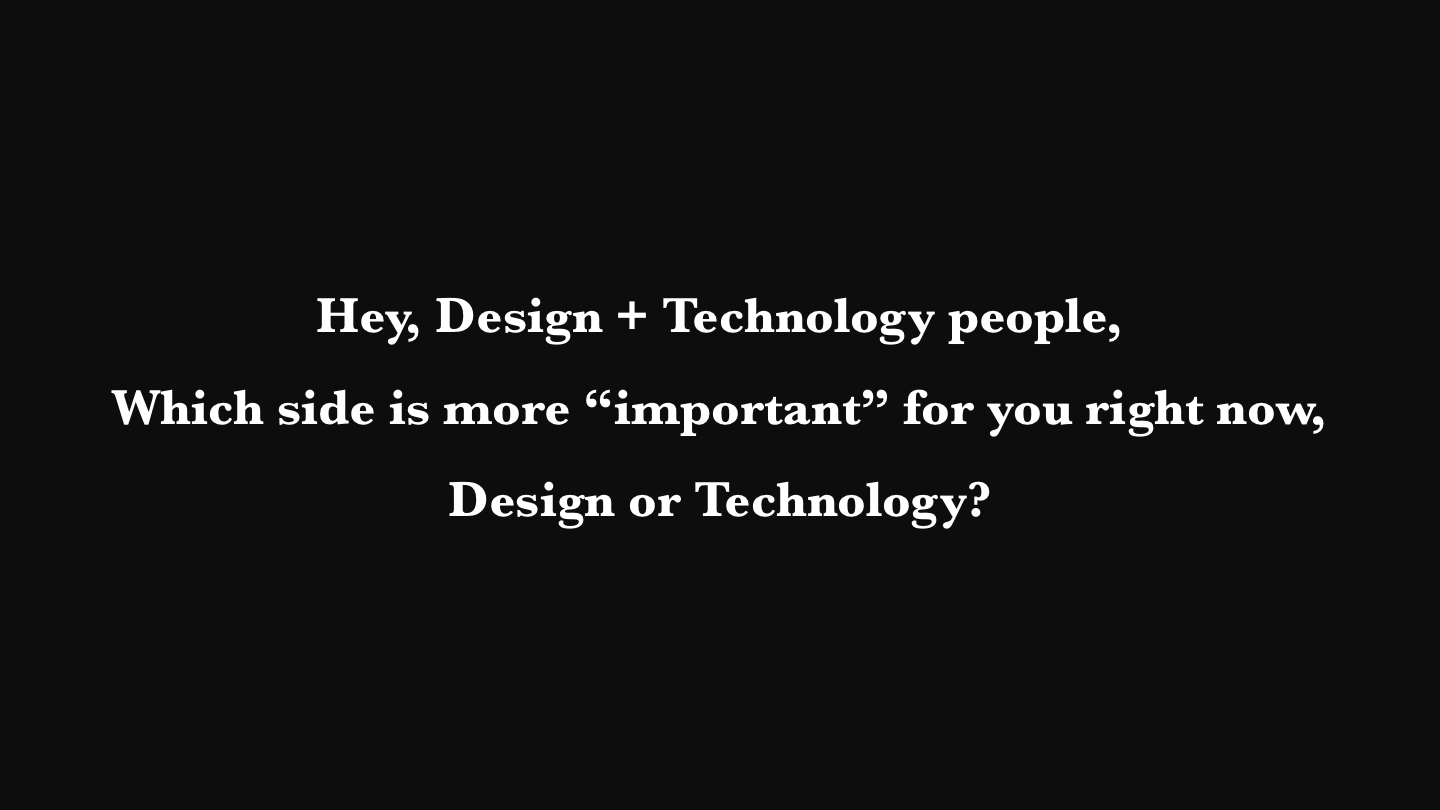 Hey, Design + Technology people,
Which side is more “important” for you right now,
Design or Technology?